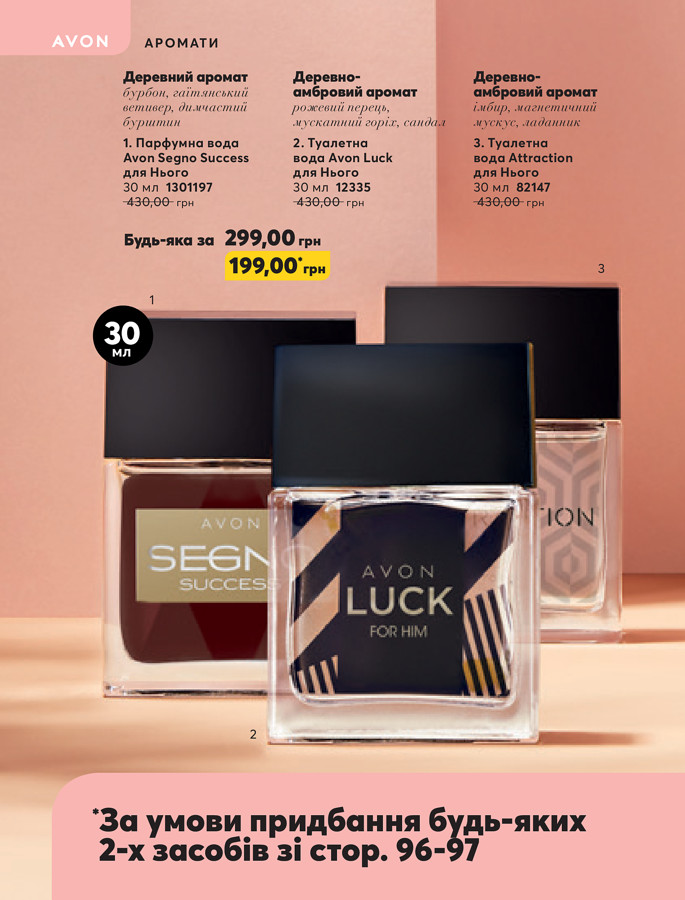 AVON
АРОМАТИ
Деревний аромат
бурбон, гаїтянський
ветивер, димчастий
бурштин
1. Парфумна вода
Avon Segno Success
для Нього
30 мл 1301197
430,00 грн
Деревно-
амбровий аромат
рожевий перець,
мускатний горіх, сандал
2. Туалетна
вода Avon Luck
для Нього
30 мл 12335
430,00 грн
Деревно-
амбровий аромат
імбир, магнетичний
мускус, ладанник
3. Туалетна
вода Attraction
для Нього
30 мл 82147
430,00 грн
Будь-яка за 299,00 грн
199,00* грн
3
1
30
мл
AVON
SEGNO
SUCCESS
TION
AVON
LUCK
FOR HIM
2
*За умови придбання будь-яких
2-х засобів зі стор. 96-97